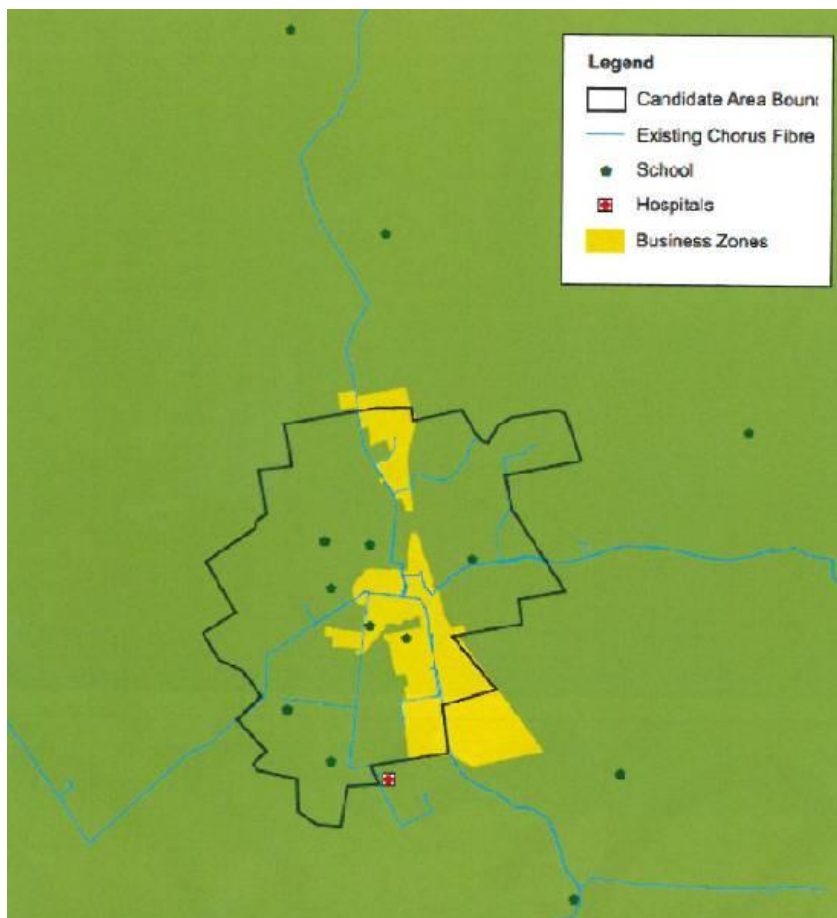 Legend
Candidate Area Boun
Existing Chorus Fibre
School
Hospitals
Business Zones